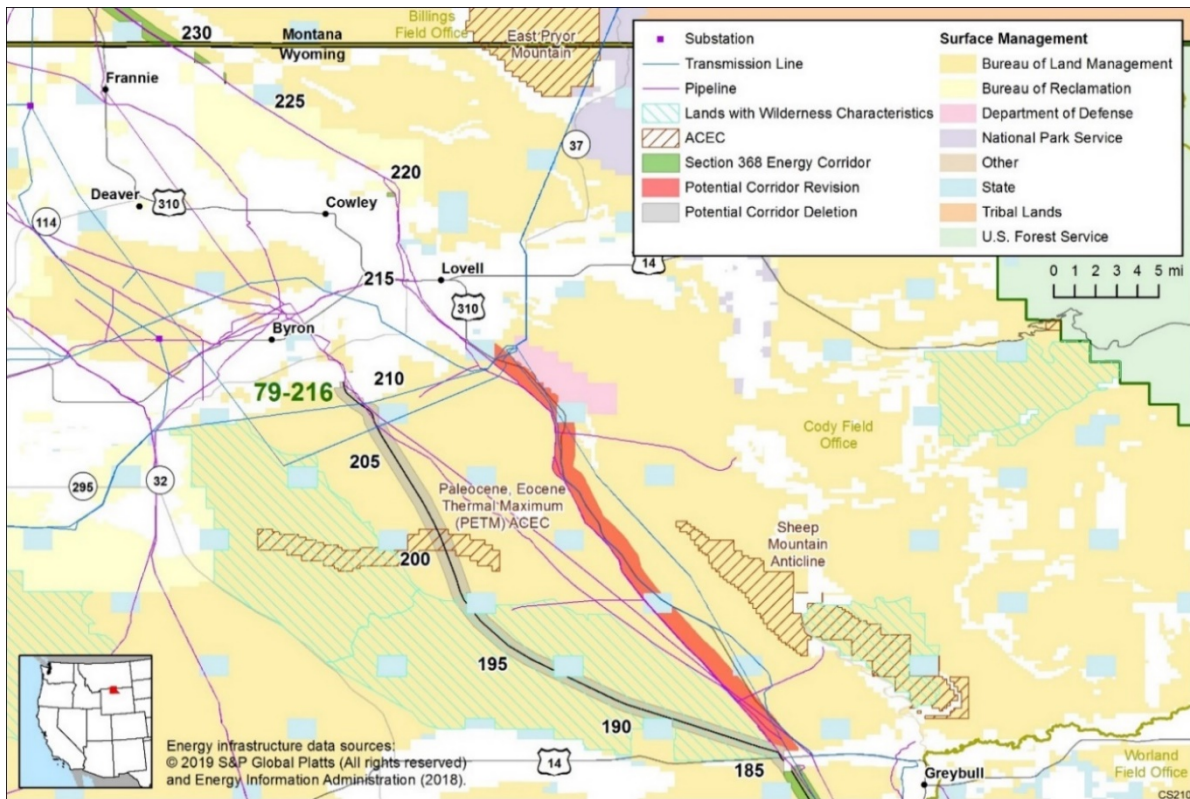 230
Montana
Wyoming
Billings
Field Office
East Pryor
Mountain
Frannie
225
37
220
Deaver
310
Cowley
114
215
Lovell
14
310
Byron
210
79-216
205
295
32
Paleocene, Eocene
Thermal Maximum
(PETM) ACEC
200
Cody Field
Office
Sheep
Mountain
Anticline
195
190
185
14
Greybull
Worland
Field Office
CS210
Substation
Transmission Line
Pipeline
Lands with Wilderness Characteristics
ACEC
Section 368 Energy Corridor
Potential Corridor Revision
Potential Corridor Deletion
Surface Management
Bureau of Land Management
Bureau of Reclamation
Department of Defense
National Park Service
Other
State
Tribal Lands
U.S. Forest Service
0 1 2 3 4 5 mi
Energy infrastructure data sources:
© 2019 S&P Global Platts (All rights reserved)
and Energy Information Administration (2018).